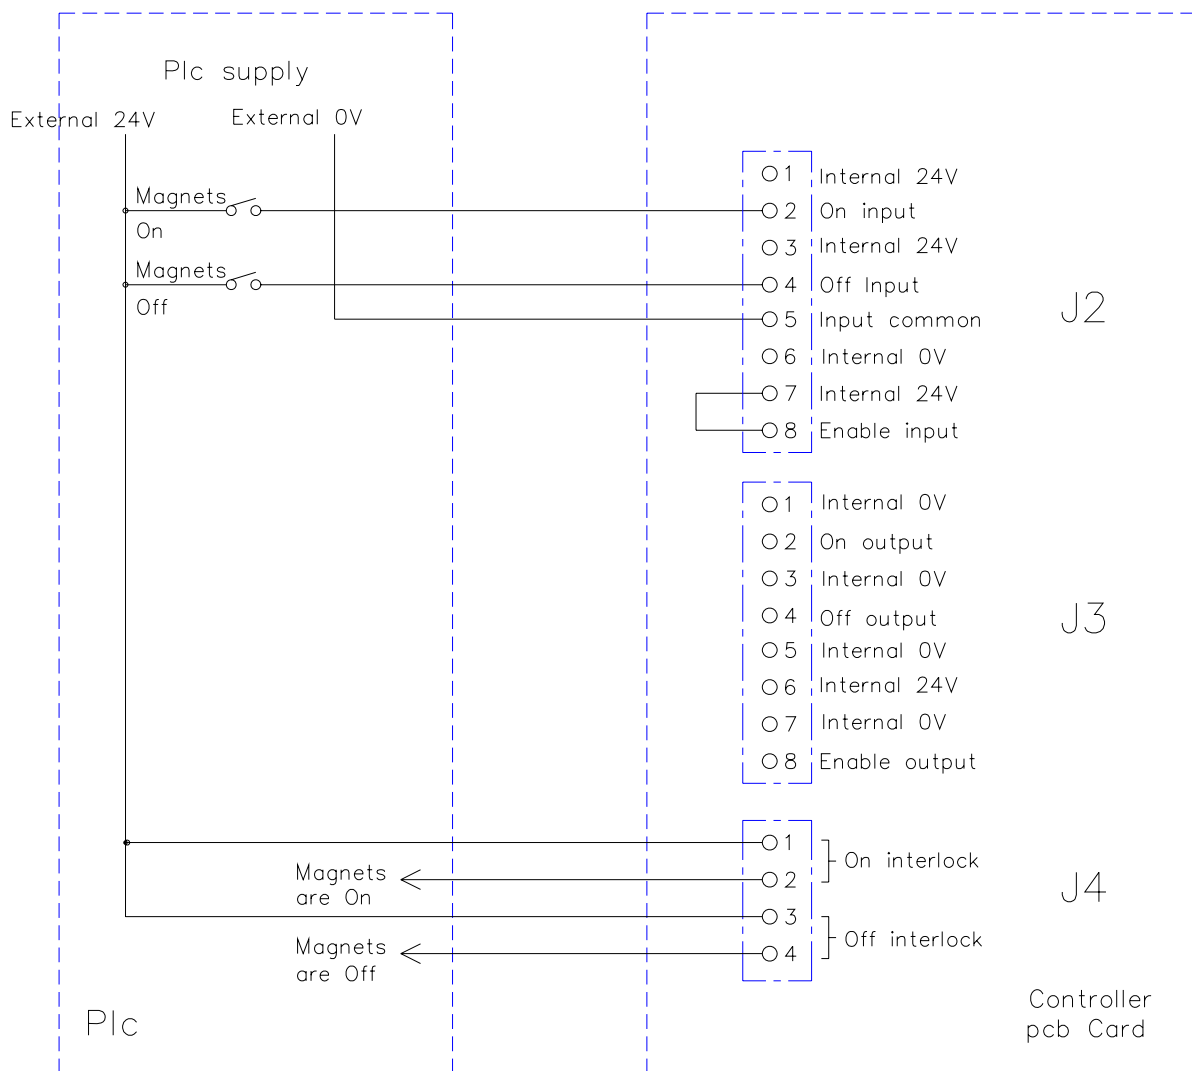 Plc supply
External 24V
External 0V
Magnets
On
Magnets
Off
1 Internal 24V
2 On input
3 Internal 24V
4 Off Input
5 Input common
6 Internal 0V
7 Internal 24V
8 Enable input
J2
1 Internal 0V
2 On output
3 Internal 0V
4 Off output
5 Internal 0V
6 Internal 24V
7 Internal 0V
8 Enable output
J3
1
2
On interlock
3
4
Off interlock
J4
Magnets
are On
Magnets
are Off
Plc
Controller
pcb Card